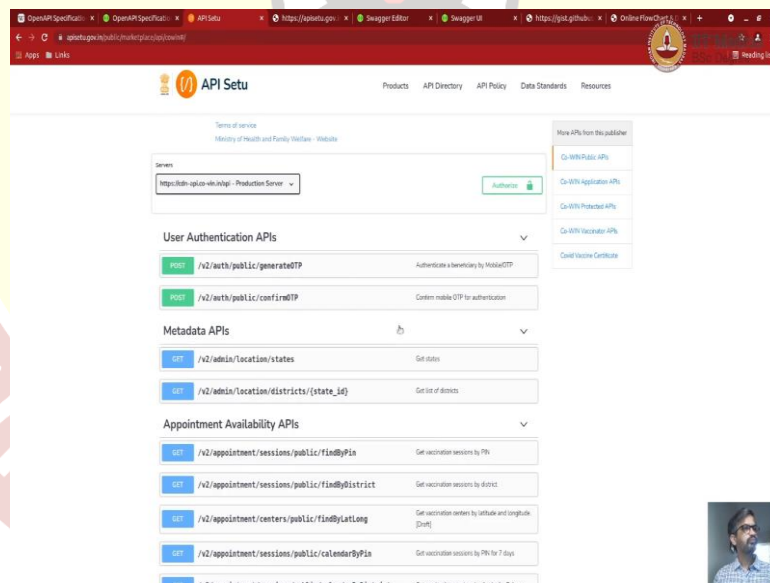 OpenAPI Specificatio
OpenAPI Specificatio
API Setu
https://apisetu.gov.i
Swagger Editor
Swagger UI
https://gist.github
Online FlowChart
apisetu.gov.in/public/marketplace/api/cowin#/
Apps
Links
Reading li
API Setu
Products
API Directory
API Policy
Data Standards
Resources
Terms of service
Ministry of Health and Family Welfare - Website
More APIs from this publisher
Co-WIN Public APIs
Co-WIN Application APIs
Co-WIN Protected APIs
Co-WIN Vaccinator APIs
Covid Vaccine Certificate
Servers
https://cdn-api.co-vin.in/api - Production Server
Authorize
User Authentication APIs
POST /v2/auth/public/generateOTP Authenticate a beneficiary by Mobile/OTP
POST /v2/auth/public/confirmOTP Confirm mobile OTP for authentication
Metadata APIs
GET /v2/admin/location/states Get states
GET /v2/admin/location/districts/{state_id} Get list of districts
Appointment Availability APIs
GET /v2/appointment/sessions/public/findByPin Get vaccination sessions by PIN
GET /v2/appointment/sessions/public/findByDistrict Get vaccination sessions by district
GET /v2/appointment/centers/public/findByLatLong Get vaccination centers by latitude and longitude
[Draft]
GET /v2/appointment/sessions/public/calendarByPin Get vaccination sessions by PIN for 7 days